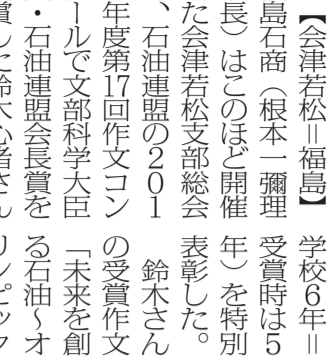 【会津若松＝福島】
島石商（根本一彌理
長）はこのほど開催
た会津若松支部総会
、石油連盟の２０１
年度第17回作文コン
ールで文部科学大臣
・石油連盟会長賞を
賞した鈴木心
さん
学校６年＝
受賞時は５
年）を特別
表彰した。
鈴木さん
の受賞作文
「未来を創
る石油～オ
リンピック